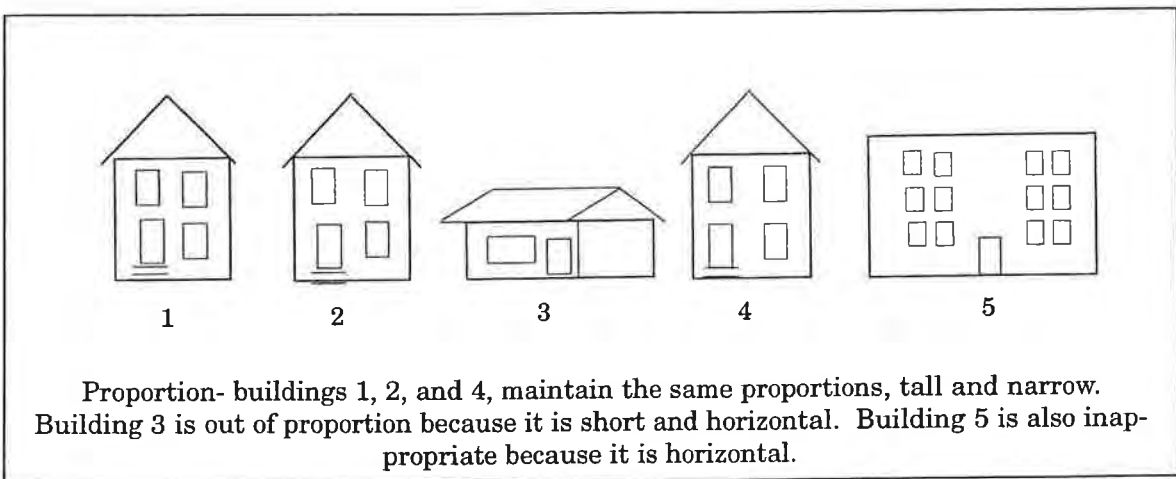 1 2 3 4 5
Proportion- buildings 1, 2, and 4, maintain the same proportions, tall and narrow.
Building 3 is out of proportion because it is short and horizontal. Building 5 is also inap-
propriate because it is horizontal.